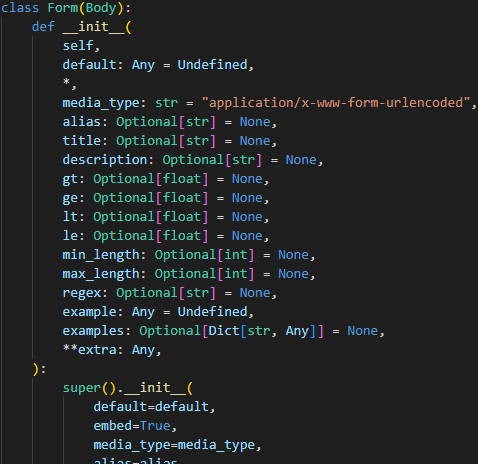 class Form(Body):
    def __init__(
        self,
        default: Any = Undefined,
        *,
        media_type: str = "application/x-www-form-urlencoded",
        alias: Optional[str] = None,
        title: Optional[str] = None,
        description: Optional[str] = None,
        gt: Optional[float] = None,
        ge: Optional[float] = None,
        lt: Optional[float] = None,
        le: Optional[float] = None,
        min_length: Optional[int] = None,
        max_length: Optional[int] = None,
        regex: Optional[str] = None,
        example: Any = Undefined,
        examples: Optional[Dict[str, Any]] = None,
        **extra: Any,
    ):
        super().__init__(
            default=default,
            embed=True,
            media_type=media_type,
            alias=alias